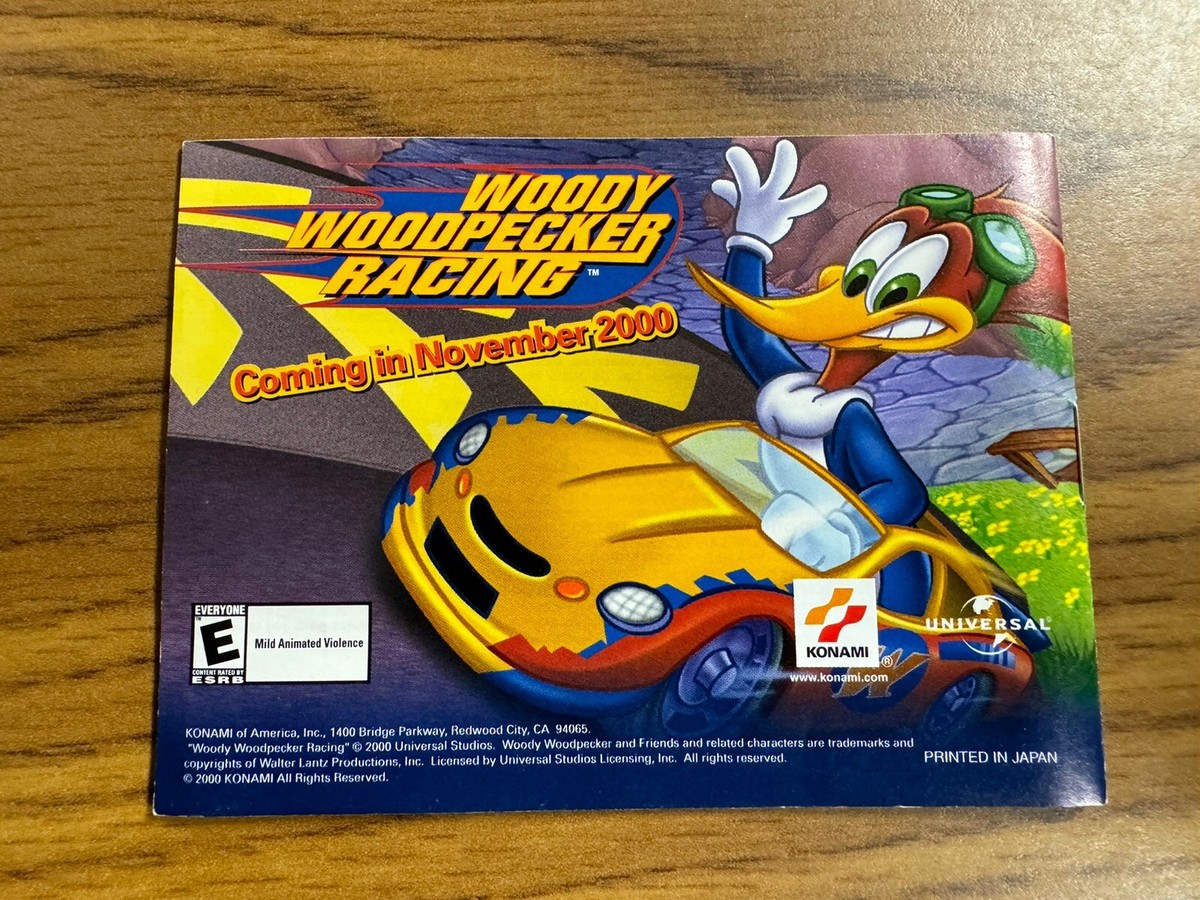 WOODY
WOODPECKER
RACING ™
Coming in November 2000
EVERYONE
™
E
CONTENT RATED BY
ESRB
Mild Animated Violence
KONAMI
®
www.konami.com
UNIVERSAL®
W
KONAMI of America, Inc., 1400 Bridge Parkway, Redwood City, CA 94065.
"Woody Woodpecker Racing" © 2000 Universal Studios. Woody Woodpecker and Friends and related characters are trademarks and
copyrights of Walter Lantz Productions, Inc. Licensed by Universal Studios Licensing, Inc. All rights reserved.
© 2000 KONAMI All Rights Reserved.
PRINTED IN JAPAN